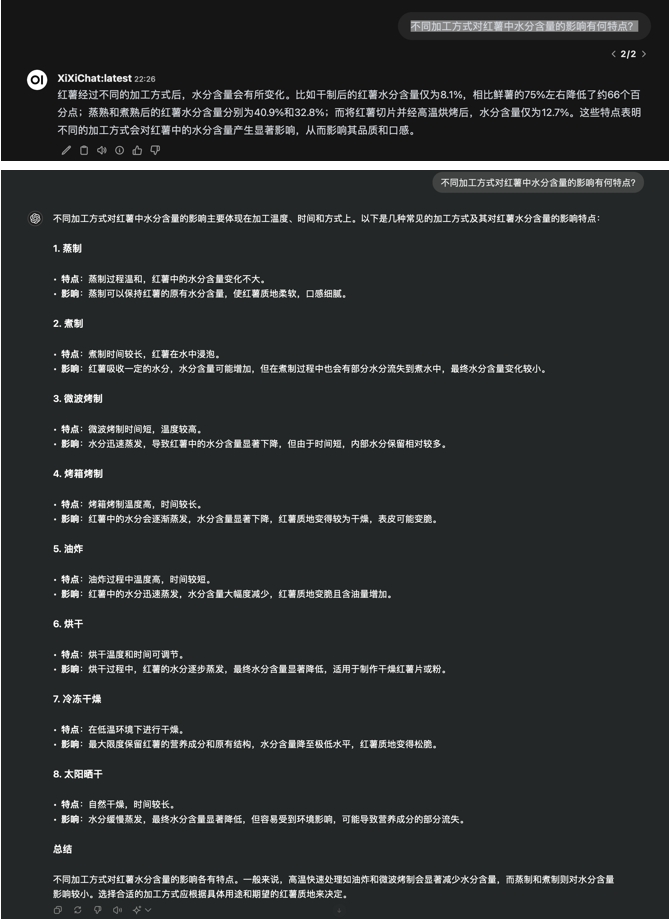 不同加工方式对红薯中水分含量的影响有何特点？
2/2
XiXiChat:latest 22:26
红薯经过不同的加工方式后，水分含量会有所变化。比如干制后的红薯水分含量仅为8.1%，相比鲜薯的75%左右降低了约66个百
分点；蒸熟和煮熟后的红薯水分含量分别为40.9%和32.8%；而将红薯切片并经高温烘烤后，水分含量仅为12.7%。这些特点表明
不同的加工方式会对红薯中的水分含量产生显著影响，从而影响其品质和口感。
不同加工方式对红薯中水分含量的影响有何特点?
不同加工方式对红薯中水分含量的影响主要体现在加工温度、时间和方式上。以下是几种常见的加工方式及其对红薯水分含量的影响特点：
1. 蒸制
• 特点：蒸制过程温和，红薯中的水分含量变化不大。
• 影响：蒸制可以保持红薯的原有水分含量，使红薯质地柔软，口感细腻。
2. 煮制
• 特点：煮制时间较长，红薯在水中浸泡。
• 影响：红薯吸收一定的水分，水分含量可能增加，但在煮制过程中也会有部分水分流失到煮水中，最终水分含量变化较小。
3. 微波烤制
• 特点：微波烤制时间短，温度较高。
• 影响：水分迅速蒸发，导致红薯中的水分含量显著下降，但由于时间短，内部水分保留相对较多。
4. 烤箱烤制
• 特点：烤箱烤制温度高，时间较长。
• 影响：红薯中的水分会逐渐蒸发，水分含量显著下降，红薯质地变得较为干燥，表皮可能变脆。
5. 油炸
• 特点：油炸过程中温度高，时间较短。
• 影响：红薯中的水分迅速蒸发，水分含量大幅度减少，红薯质地变脆且含油量增加。
6. 烘干
• 特点：烘干温度和时间可调节。
• 影响：烘干过程中，红薯的水分逐步蒸发，最终水分含量显著降低，适用于制作干燥红薯片或粉。
7. 冷冻干燥
• 特点：在低温环境下进行干燥。
• 影响：最大限度保留红薯的营养成分和原有结构，水分含量降至极低水平，红薯质地变得松脆。
8. 太阳晒干
• 特点：自然干燥，时间较长。
• 影响：水分缓慢蒸发，最终水分含量显著降低，但容易受到环境影响，可能导致营养成分的部分流失。
总结
不同加工方式对红薯水分含量的影响各有特点。一般来说，高温快速处理如油炸和微波烤制会显著减少水分含量，而蒸制和煮制则对水分含量
影响较小。选择合适的加工方式应根据具体用途和期望的红薯质地来决定。